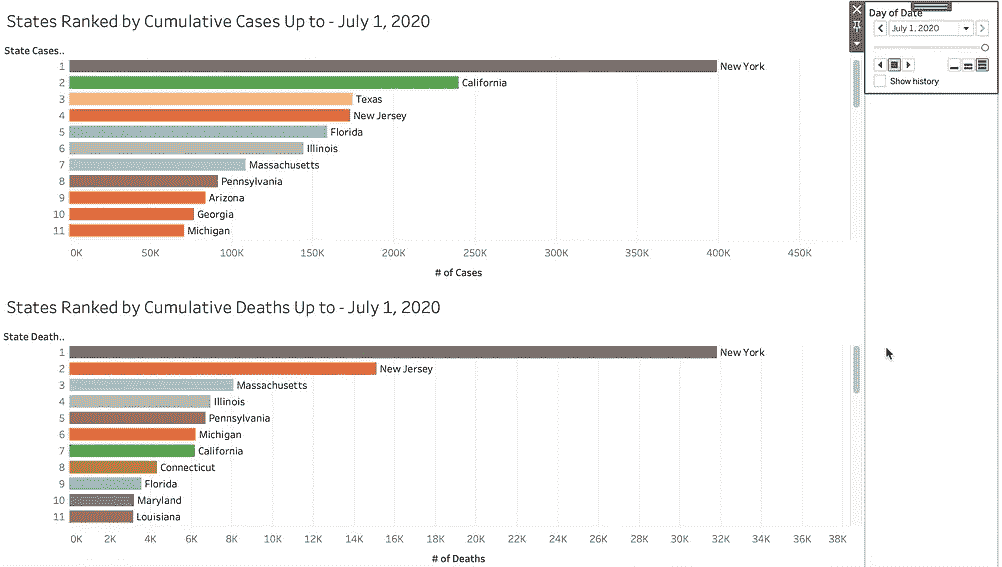 States Ranked by Cumulative Cases Up to - July 1, 2020
State Cases..
1 New York
2 California
3 Texas
4 New Jersey
5 Florida
6 Illinois
7 Massachusetts
8 Pennsylvania
9 Arizona
10 Georgia
11 Michigan
0K 50K 100K 150K 200K 250K 300K 350K 400K 450K
# of Cases
States Ranked by Cumulative Deaths Up to - July 1, 2020
State Death..
1 New York
2 New Jersey
3 Massachusetts
4 Illinois
5 Pennsylvania
6 Michigan
7 California
8 Connecticut
9 Florida
10 Maryland
11 Louisiana
0K 2K 4K 6K 8K 10K 12K 14K 16K 18K 20K 22K 24K 26K 28K 30K 32K 34K 36K 38K
# of Deaths
Day of Date
July 1, 2020
Show history